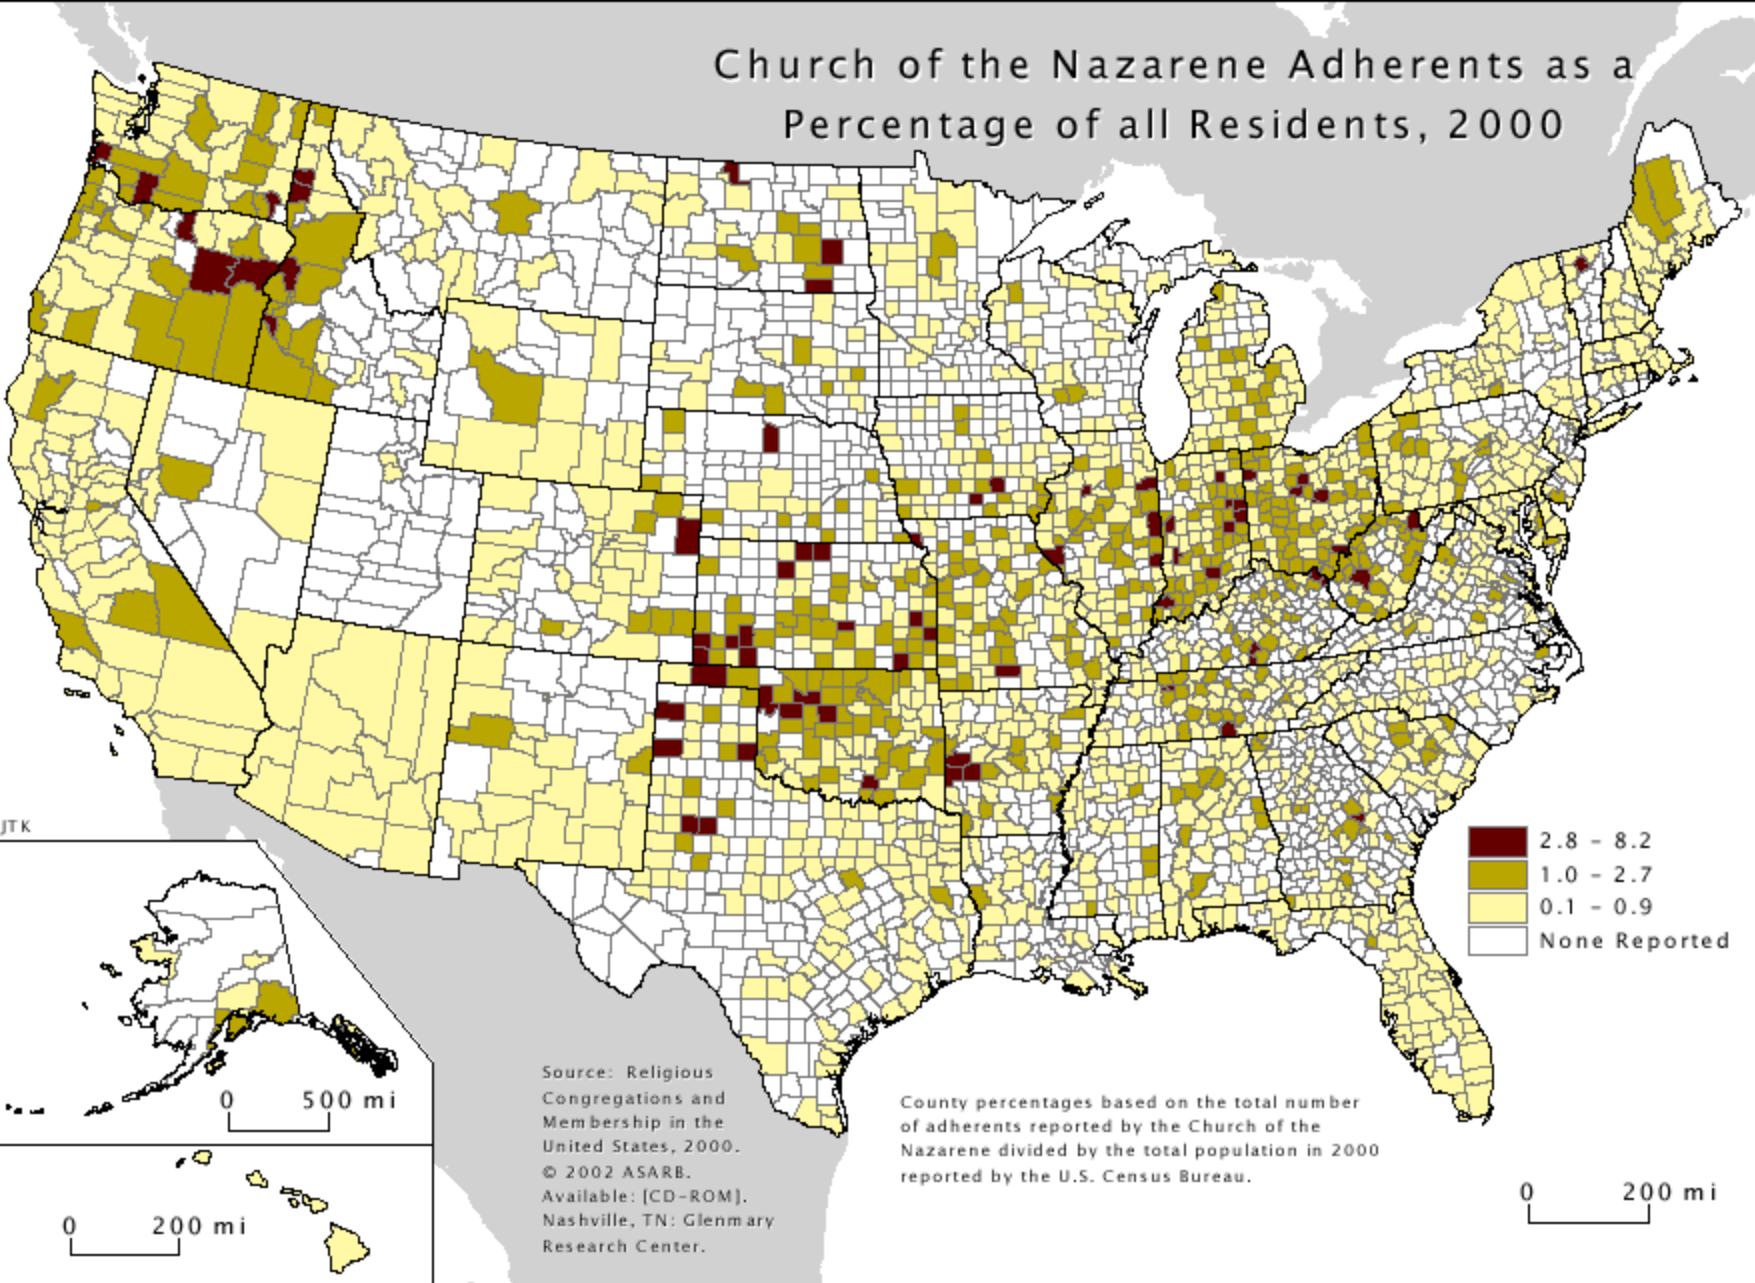 Church of the Nazarene Adherents as a
Percentage of all Residents, 2000
JTK
2.8 – 8.2
1.0 – 2.7
0.1 – 0.9
None Reported
0 500 mi
0 200 mi
Source: Religious
Congregations and
Membership in the
United States, 2000.
© 2002 ASARB.
Available: [CD-ROM].
Nashville, TN: Glenmary
Research Center.
County percentages based on the total number
of adherents reported by the Church of the
Nazarene divided by the total population in 2000
reported by the U.S. Census Bureau.
0 200 mi